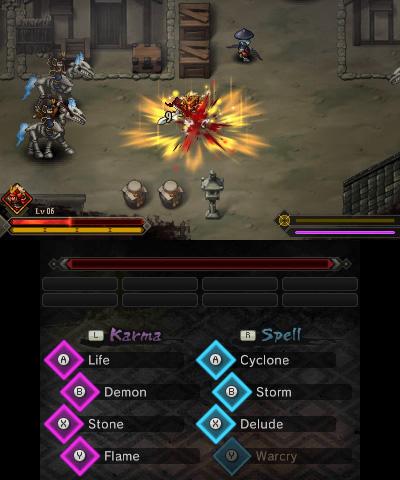 Lv 06
L Karma R Spell
A Life A Cyclone
B Demon B Storm
X Stone X Delude
Y Flame Y Warcry